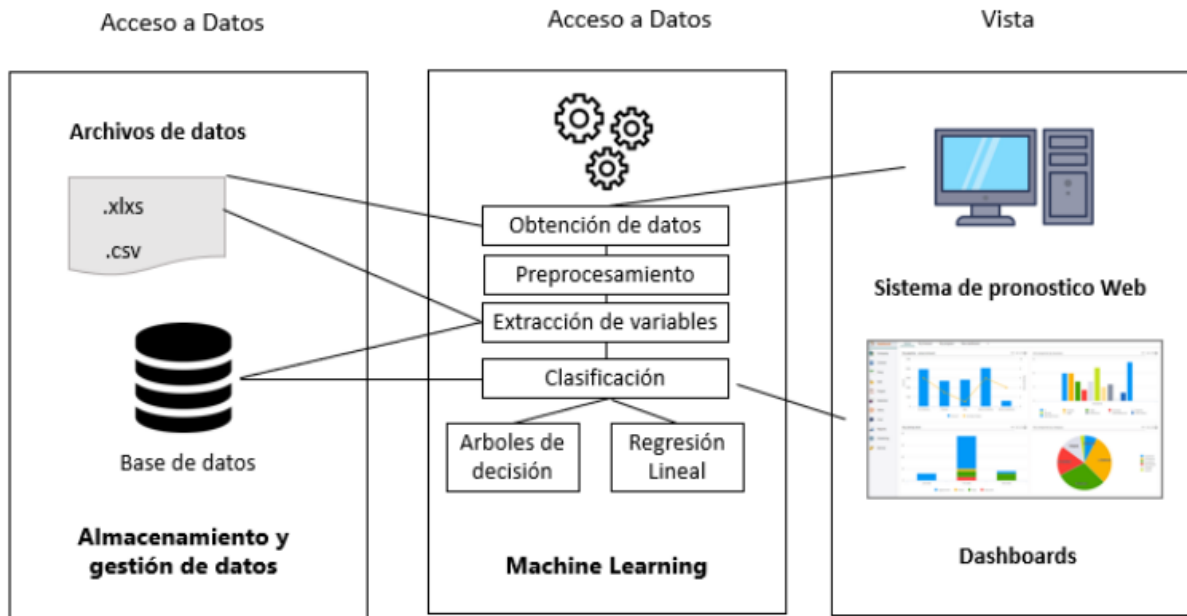 Acceso a Datos
Acceso a Datos
Vista
Archivos de datos
.xlxs
.csv
Base de datos
Almacenamiento y
gestión de datos
Obtención de datos
Preprocesamiento
Extracción de variables
Clasificación
Arboles de
decisión
Regresión
Lineal
Machine Learning
Sistema de pronostico Web
Dashboards